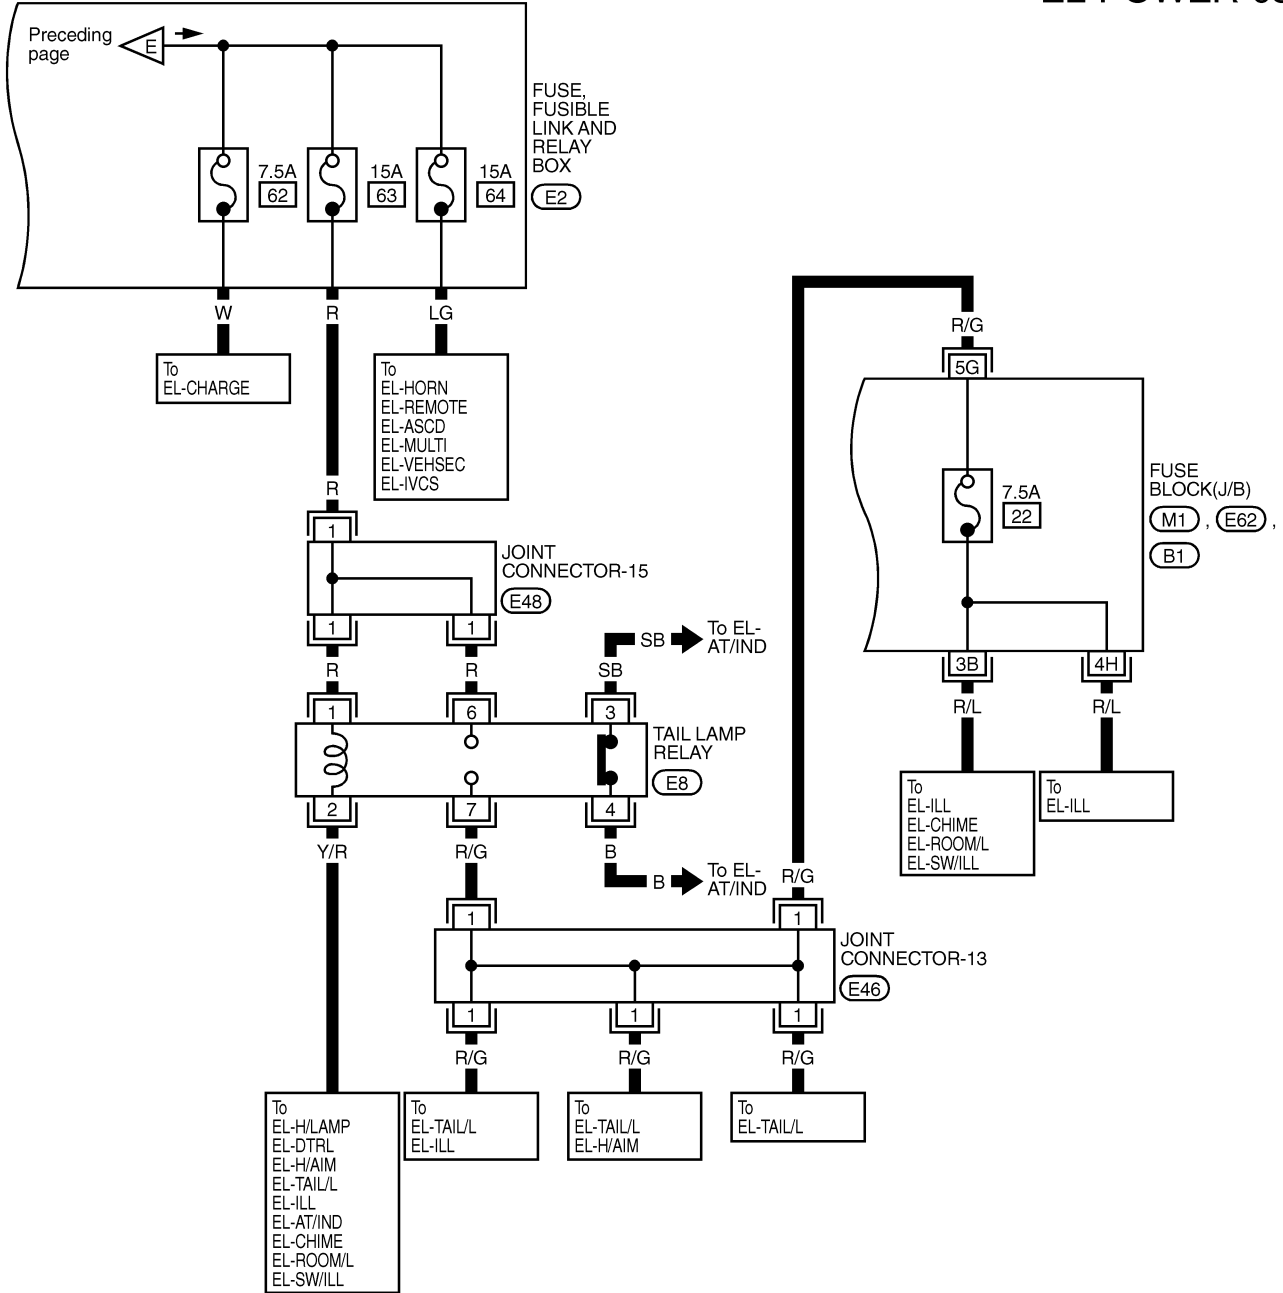 Preceding
page
E
FUSE,
FUSIBLE
LINK AND
RELAY
BOX
E2
7.5A
62
15A
63
15A
64
W
R
LG
To
EL-CHARGE
To
EL-HORN
EL-REMOTE
EL-ASCD
EL-MULTI
EL-VEHSEC
EL-IVCS
R
1
JOINT
CONNECTOR-15
E48
1
1
R
R
SB
SB
To EL-
AT/IND
1
6
3
TAIL LAMP
RELAY
E8
2
7
4
Y/R
R/G
B
B
To EL-
AT/IND
R/G
1
1
JOINT
CONNECTOR-13
E46
1
1
1
R/G
R/G
R/G
To
EL-H/LAMP
EL-DTRL
EL-H/AIM
EL-TAIL/L
EL-ILL
EL-AT/IND
EL-CHIME
EL-ROOM/L
EL-SW/ILL
To
EL-TAIL/L
EL-ILL
To
EL-TAIL/L
EL-H/AIM
To
EL-TAIL/L
R/G
5G
7.5A
22
FUSE
BLOCK(J/B)
M1 , E62 ,
B1
3B
4H
R/L
R/L
To
EL-ILL
EL-CHIME
EL-ROOM/L
EL-SW/ILL
To
EL-ILL